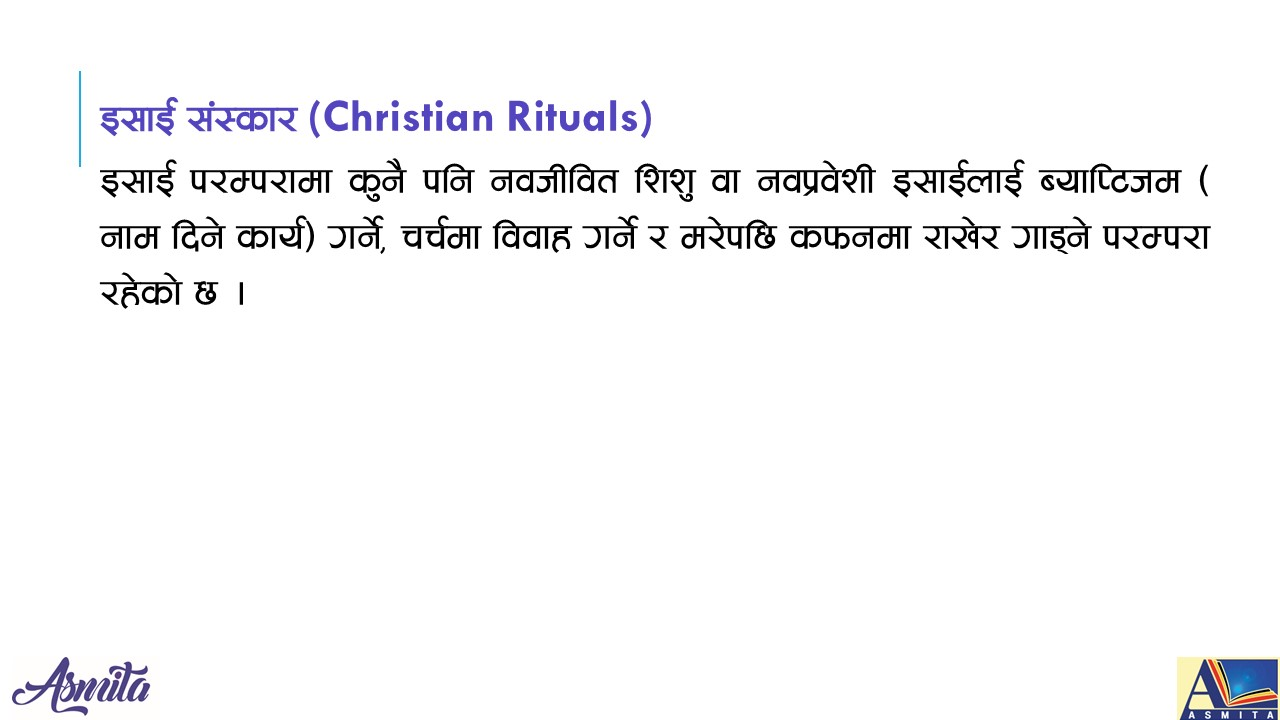 इसाई संस्कार (Christian Rituals)
इसाई परम्परामा कुनै पनि नवजीवित शिशु वा नवप्रवेशी इसाईलाई ब्याप्टिजम (
नाम दिने कार्य) गर्ने, चर्चमा विवाह गर्ने र मरेपछि कफनमा राखेर गाड्ने परम्परा
रहेको छ ।
Asmita
ASMITA